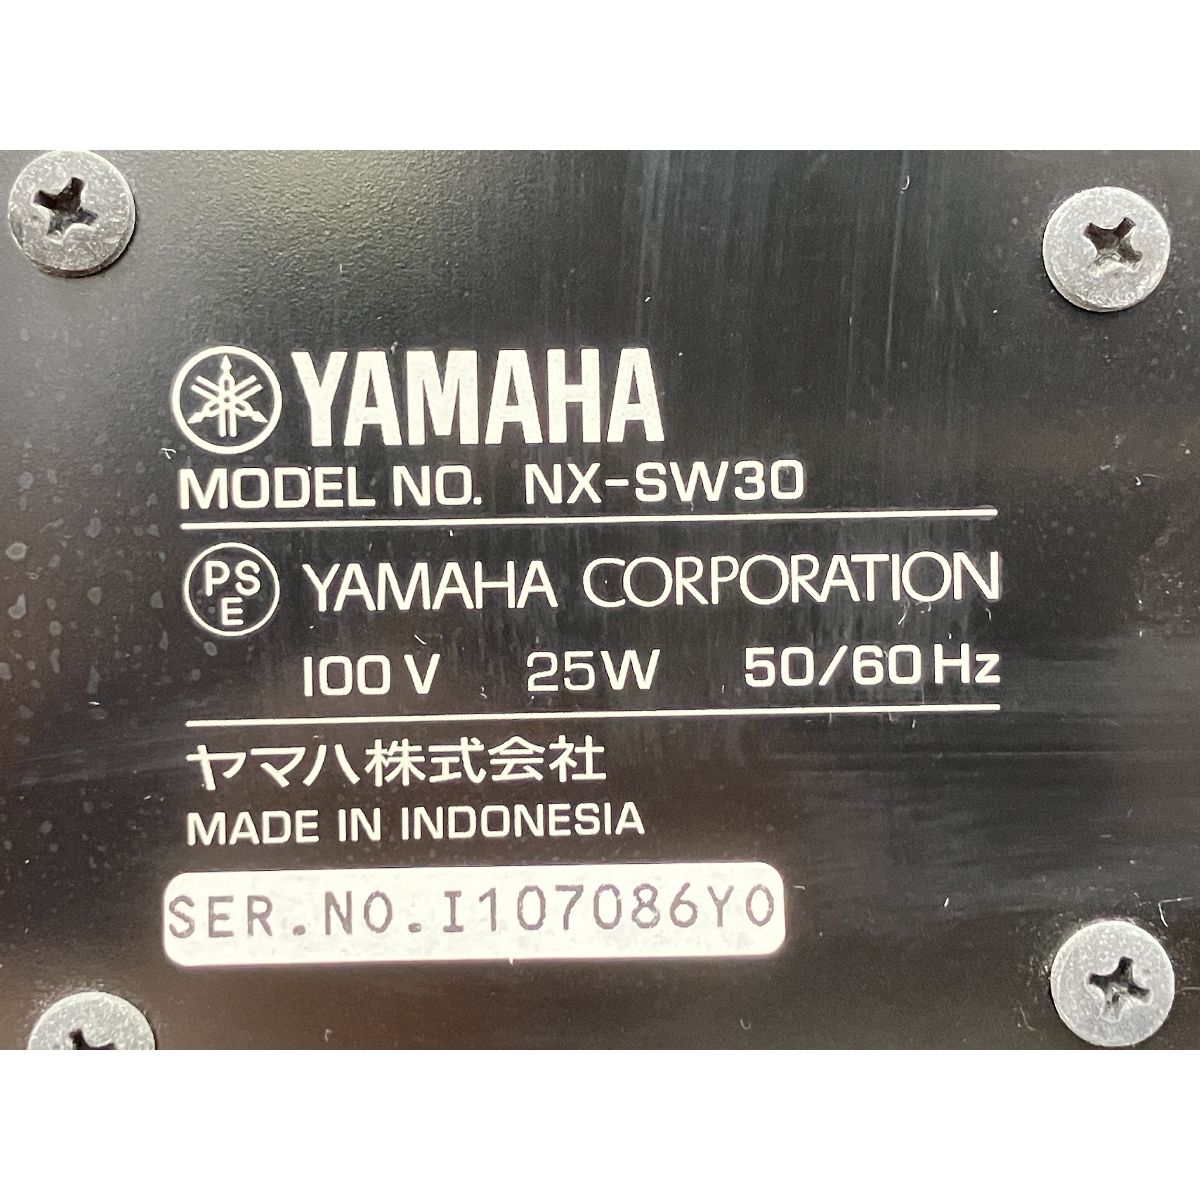 YAMAHA
MODEL NO. NX-SW30
PSE YAMAHA CORPORATION
100V 25W 50/60Hz
ヤマハ株式会社
MADE IN INDONESIA
SER.NO.I107086Y0